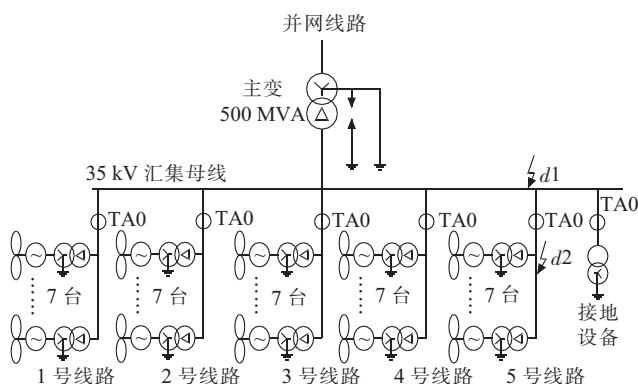 并网线路
主变
500 MVA
35 kV 汇集母线
d1
TA0
TA0
TA0
TA0
TA0
TA0
d2
~
~
~
~
~
7 台
7 台
7 台
7 台
7 台
~
~
~
~
~
接地
设备
1 号线路
2 号线路
3 号线路
4 号线路
5 号线路